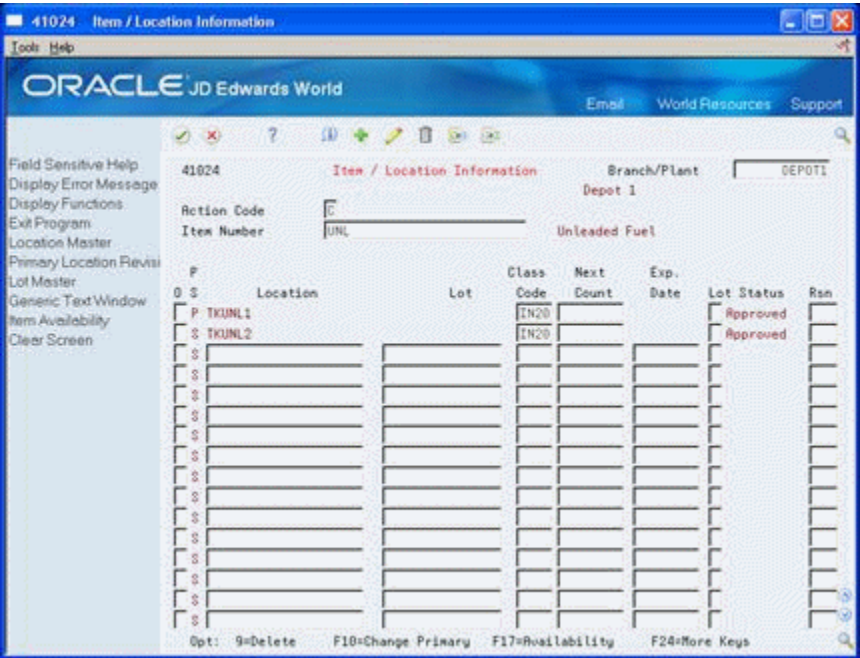 41024 Item / Location Information
Tools Help
ORACLE JD Edwards World
Email World Resources Support
Field Sensitive Help
Display Error Message
Display Functions
Exit Program
Location Master
Primary Location Revisi
Lot Master
Generic Text Window
Item Availability
Clear Screen
41024 Item / Location Information Branch/Plant DEPOT1
Depot 1
Action Code C
Item Number UNL Unleaded Fuel
P Class Next Exp.
O S Location Lot Code Count Date Lot Status Rsn
P TKUNL1 IN20 Approved
S TKUNL2 IN20 Approved
S
S
S
S
S
S
S
S
S
S
S
S
S
S
Opt: 9=Delete F10=Change Primary F17=Availability F24=More Keys